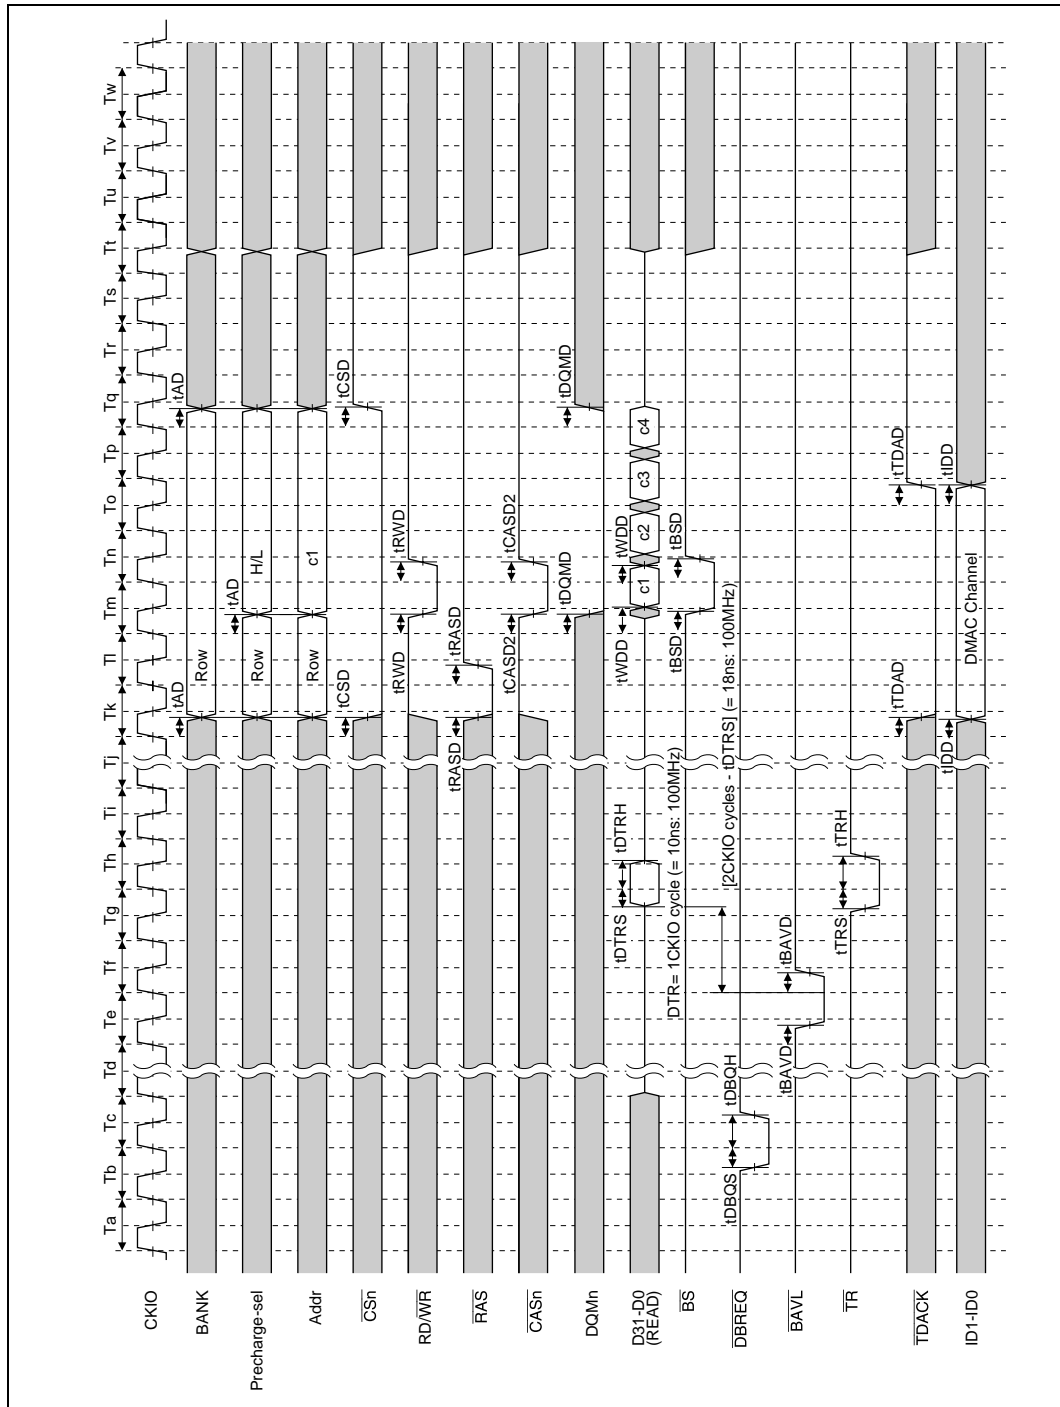 CKIO
Ta
Tb
Tc
Td
Te
Tf
Tg
Th
Ti
Tj
Tk
Tl
Tm
Tn
To
Tp
Tq
Tr
Ts
Tt
Tu
Tv
Tw
BANK
tAD
Row
tAD
Precharge-sel
Row
tAD
H/L
Addr
Row
c1
CSn
tCSD
tCSD
RD/WR
tRWD
tRWD
RAS
tRASD
tRASD
CASn
tCASD2
tCASD2
DQMn
tDQMD
tDQMD
D31-D0
(READ)
tDTRS
tDTRH
tWDD
c1
tWDD
c2
c3
c4
BS
DTR= 1CKIO cycle (= 10ns: 100MHz)
tBSD
tBSD
DBREQ
tDBQS
tDBQH
[2CKIO cycles - tDTRS] (= 18ns: 100MHz)
BAVL
tBAVD
tBAVD
TR
tTRS
tTRH
TDACK
tTDAD
tTDAD
ID1-ID0
tIDD
DMAC Channel
tIDD